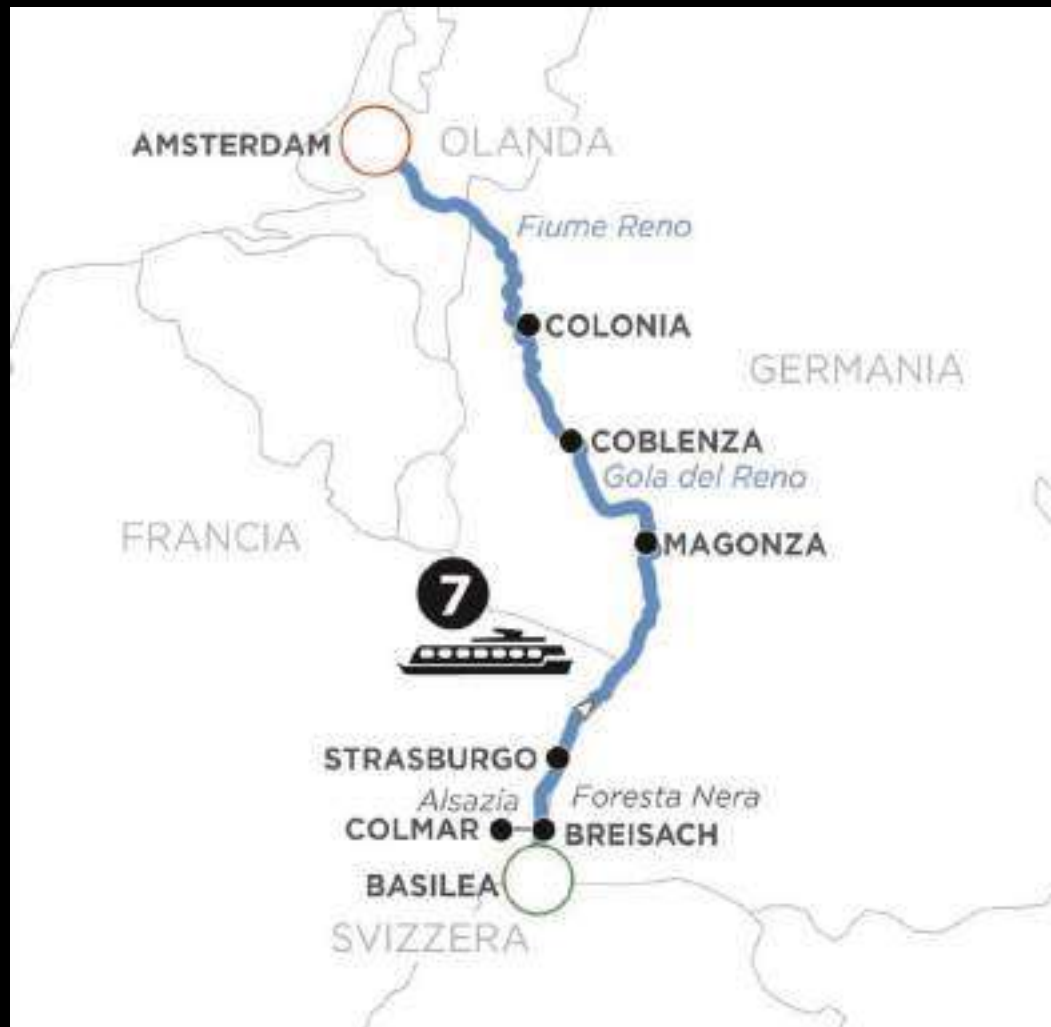 AMSTERDAM
OLANDA
Fiume Reno
COLONIA
GERMANIA
COBLENZA
Gola del Reno
FRANCIA
MAGONZA
7
STRASBURGO
Alsazia
Foresta Nera
COLMAR
BREISACH
BASILEA
SVIZZERA